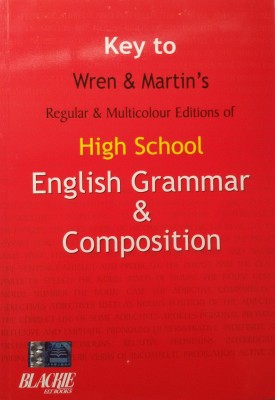 Key to
Wren & Martin's
Regular & Multicolour Editions of
High School
English Grammar
&
Composition
BLACKIE
ELT BOOKS